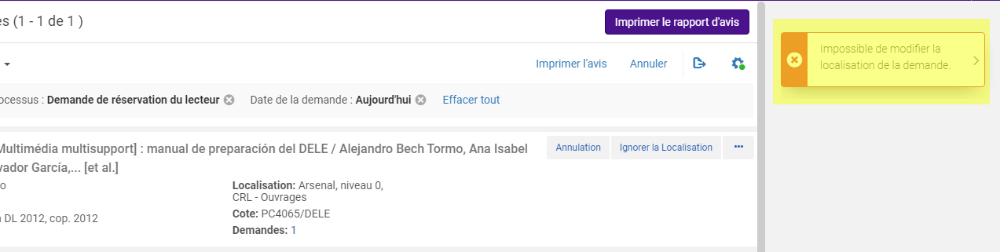 es (1 - 1 de 1 )
Imprimer le rapport d'avis
Impossible de modifier la
localisation de la demande.
Imprimer l'avis Annuler
ocessus : Demande de réservation du lecteur Date de la demande : Aujourd'hui Effacer tout
Multimédia multisupport] : manual de preparación del DELE / Alejandro Bech Tormo, Ana Isabel
vador García,... [et al.]
Annulation Ignorer la Localisation ...
o
Localisation: Arsenal, niveau 0,
CRL - Ouvrages
DL 2012, cop. 2012
Cote: PC4065/DELE
Demandes: 1